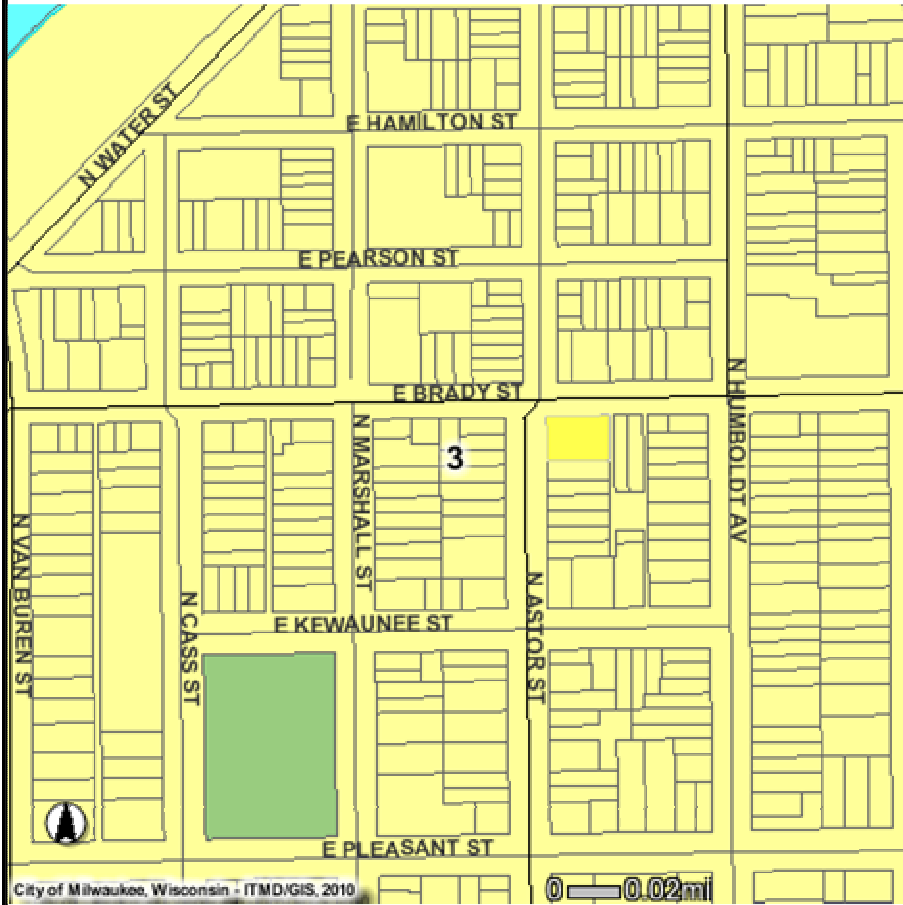 N WATER ST
E HAMILTON ST
E PEARSON ST
E BRADY ST
N HUMBOLDT AV
N MARSHALL ST
3
N VAN BUREN ST
N CASS ST
N ASTOR ST
E KEWAUNEE ST
E PLEASANT ST
City of Milwaukee, Wisconsin - ITMD/GIS, 2010
0 0.02mi